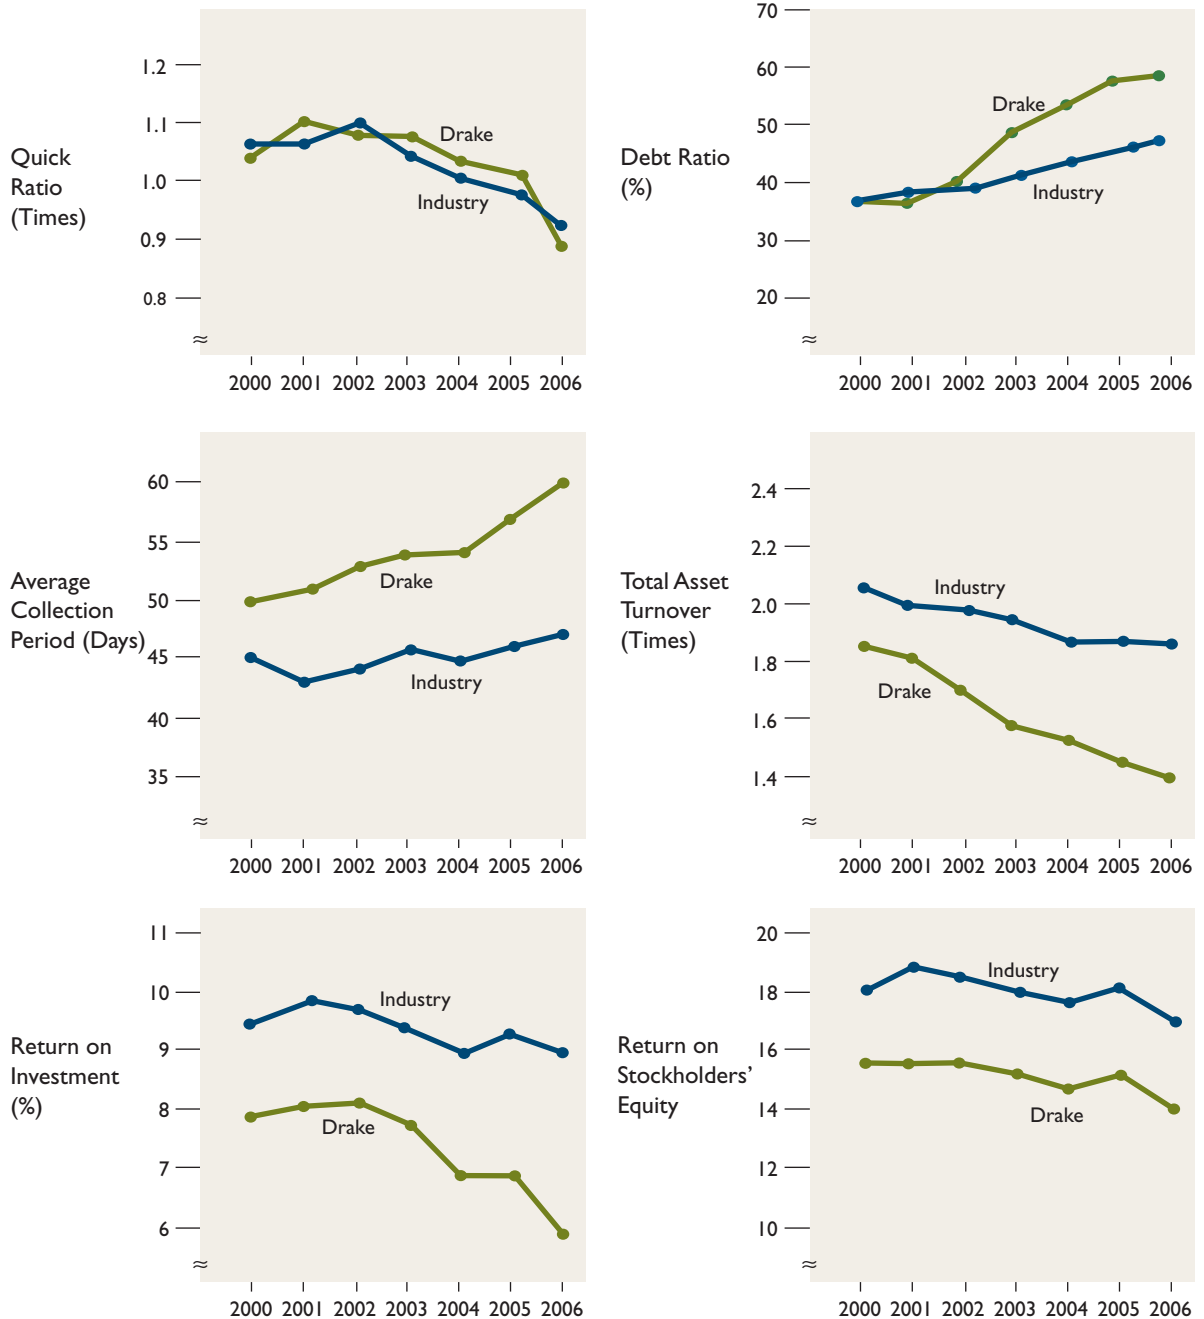 Quick
Ratio
(Times)
1.2
1.1
1.0
0.9
0.8
≈
Drake
Industry
2000 2001 2002 2003 2004 2005 2006
Debt Ratio
(%)
70
60
50
40
30
20
≈
Drake
Industry
2000 2001 2002 2003 2004 2005 2006
Average
Collection
Period (Days)
60
55
50
45
40
35
≈
Drake
Industry
2000 2001 2002 2003 2004 2005 2006
Total Asset
Turnover
(Times)
2.4
2.2
2.0
1.8
1.6
1.4
≈
Industry
Drake
2000 2001 2002 2003 2004 2005 2006
Return on
Investment
(%)
11
10
9
8
7
6
≈
Industry
Drake
2000 2001 2002 2003 2004 2005 2006
Return on
Stockholders’
Equity
20
18
16
14
12
10
≈
Industry
Drake
2000 2001 2002 2003 2004 2005 2006